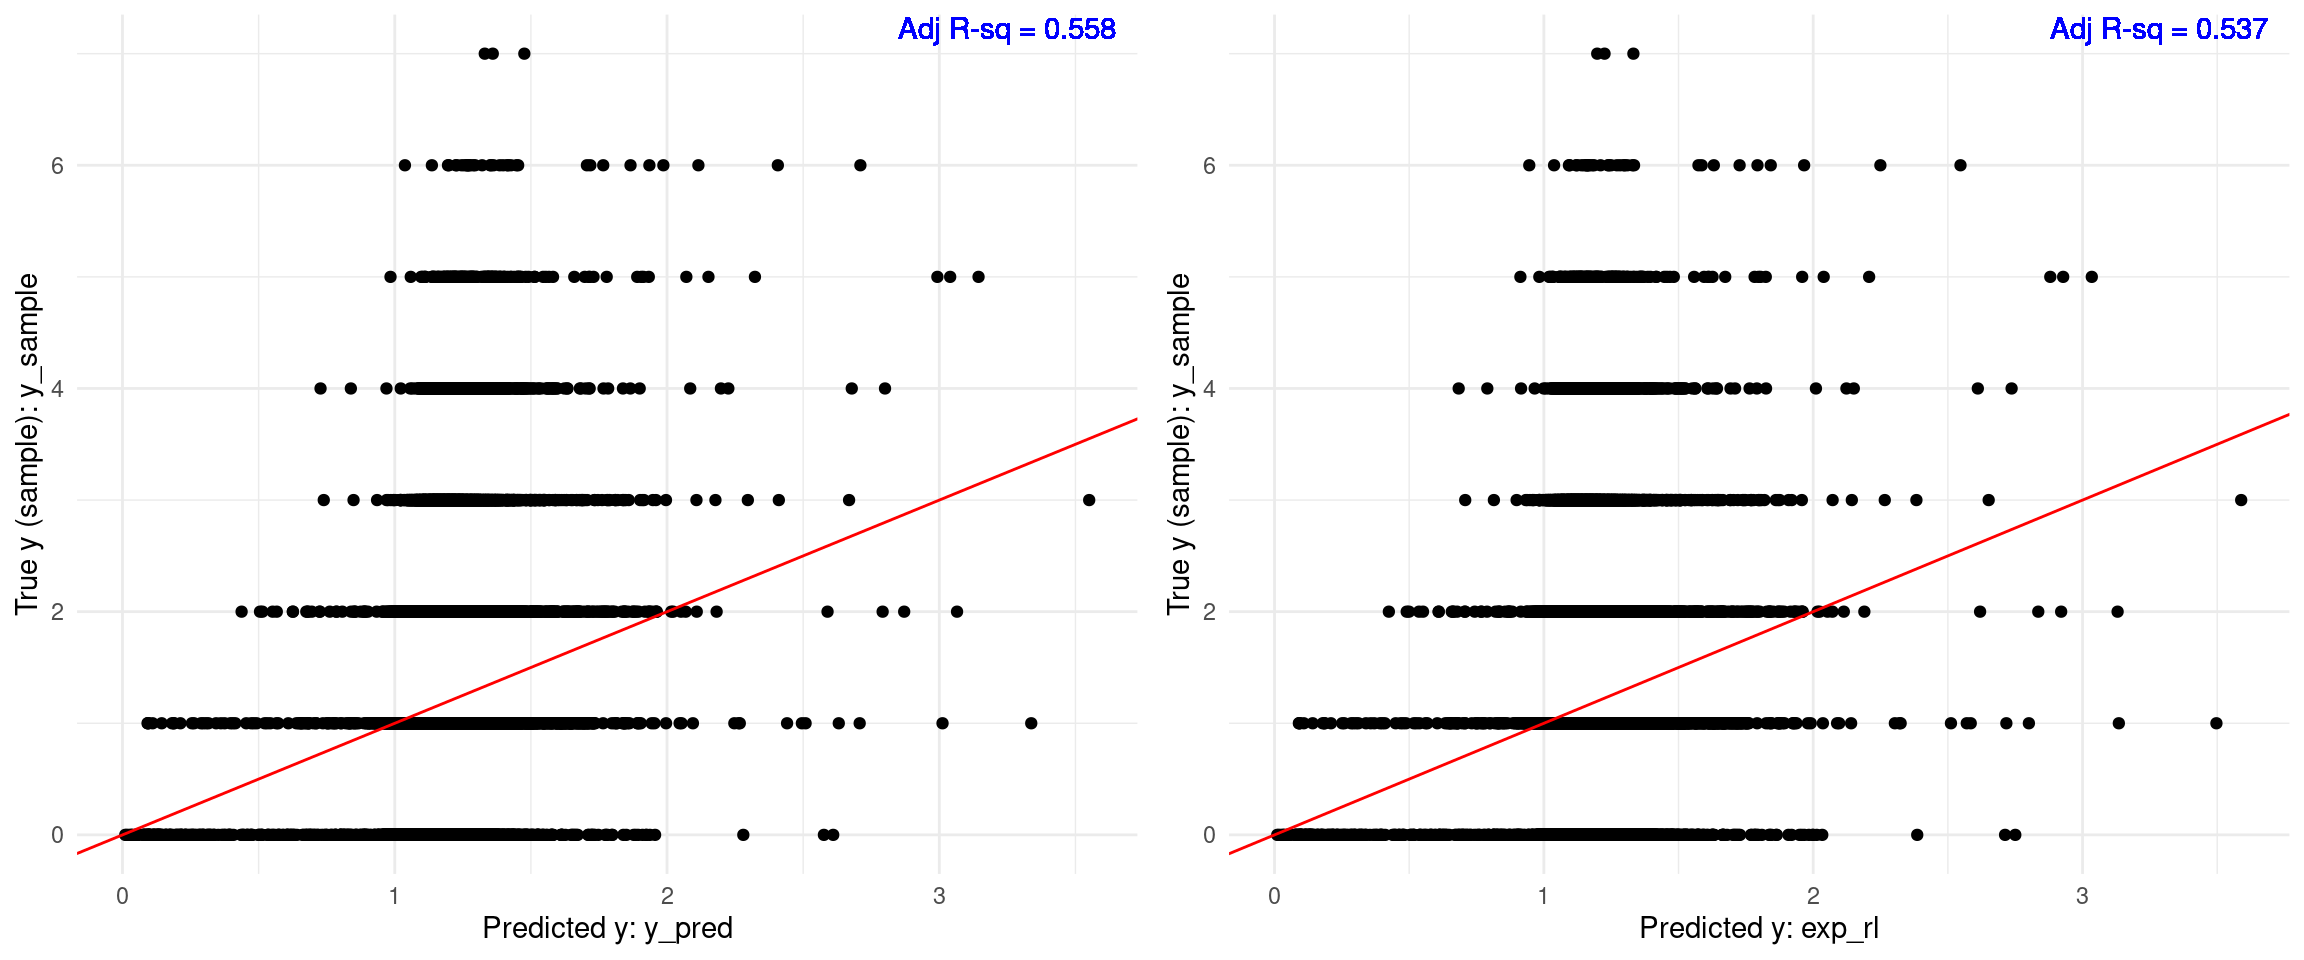 Adj R-sq = 0.558
6
4
2
0
True y (sample): y_sample
0 1 2 3
Predicted y: y_pred
Adj R-sq = 0.537
6
4
2
0
True y (sample): y_sample
0 1 2 3
Predicted y: exp_rl